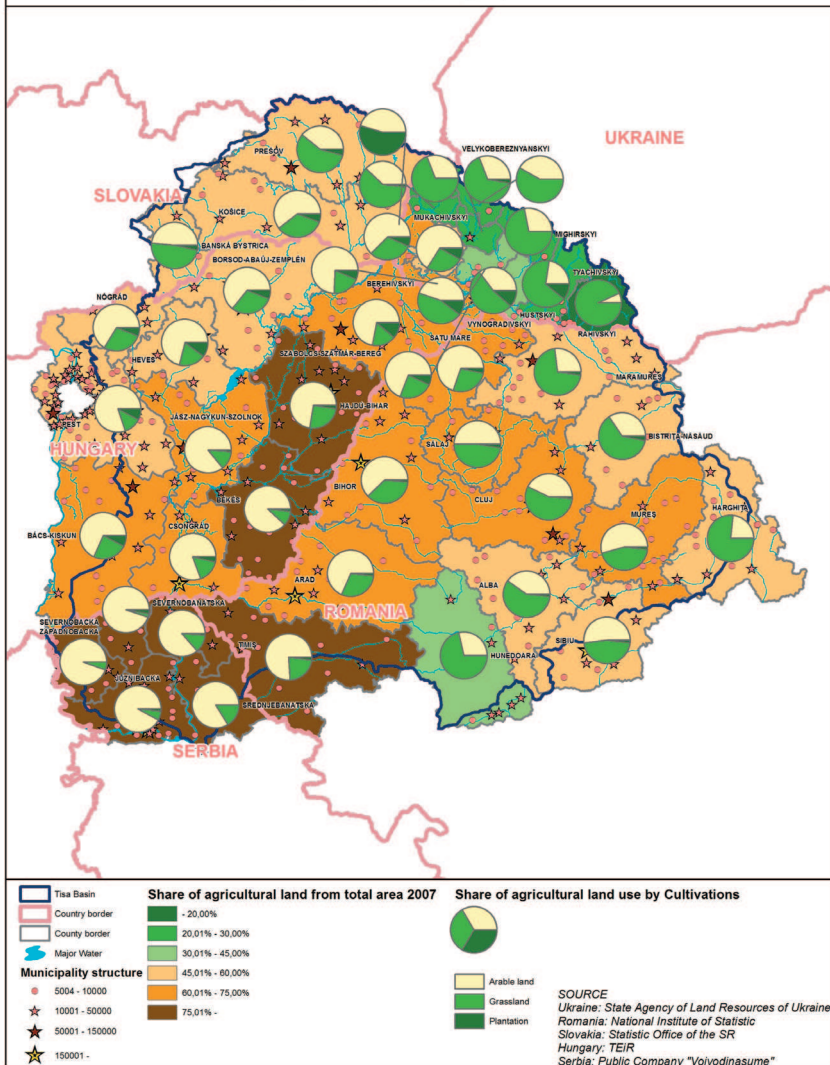 UKRAINE
VELYKOBEREZNYANSKYI
PREŠOV
SLOVAKIA
KOŠICE
MUKACHIVSKYI
MIGHIRSKYI
BANSKÁ BYSTRICA
BORSOD-ABAÚJ-ZEMPLÉN
TYACHIVSKYI
BEREHIVSKYI
NÓGRÁD
HUSTSKYI
VYNOGRADIVSKYI
RAHIVSKYI
SATU MARE
HEVES
SZABOLCS-SZATMÁR-BEREG
MARAMUREȘ
HAJDÚ-BIHAR
JÁSZ-NAGYKUN-SZOLNOK
PEST
HUNGARY
SĂLAJ
BISTRIȚA-NĂSĂUD
BIHOR
CLUJ
BÉKÉS
MUREȘ
HARGHITA
CSONGRÁD
BÁCS-KISKUN
ARAD
ALBA
ROMANIA
SEVERNOBANATSKA
SEVERNOBAČKA
ZAPADNOBAČKA
TIMIȘ
SIBIU
HUNEDOARA
JUŽNOBAČKA
SREDNJEBANATSKA
SERBIA
Tisa Basin
Country border
County border
Major Water
Municipality structure
5004 - 10000
10001 - 50000
50001 - 150000
150001 -
Share of agricultural land from total area 2007
- 20,00%
20,01% - 30,00%
30,01% - 45,00%
45,01% - 60,00%
60,01% - 75,00%
75,01% -
Share of agricultural land use by Cultivations
Arable land
Grassland
Plantation
SOURCE
Ukraine: State Agency of Land Resources of Ukraine
Romania: National Institute of Statistic
Slovakia: Statistic Office of the SR
Hungary: TEIR
Serbia: Public Company "Vojvodinasume"